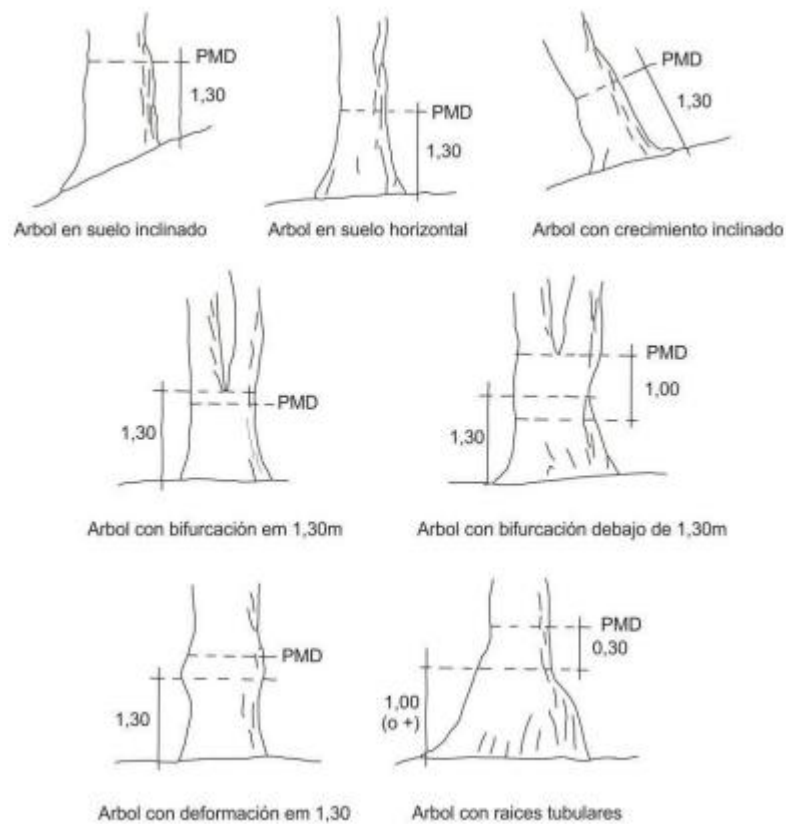 PMD
1,30
PMD
1,30
PMD
1,30
Arbol en suelo inclinado
Arbol en suelo horizontal
Arbol con crecimiento inclinado
1,30
PMD
PMD
1,00
1,30
Arbol con bifurcación em 1,30m
Arbol con bifurcación debajo de 1,30m
PMD
1,30
PMD
0,30
1,00
(o +)
Arbol con deformación em 1,30
Arbol con raices tubulares